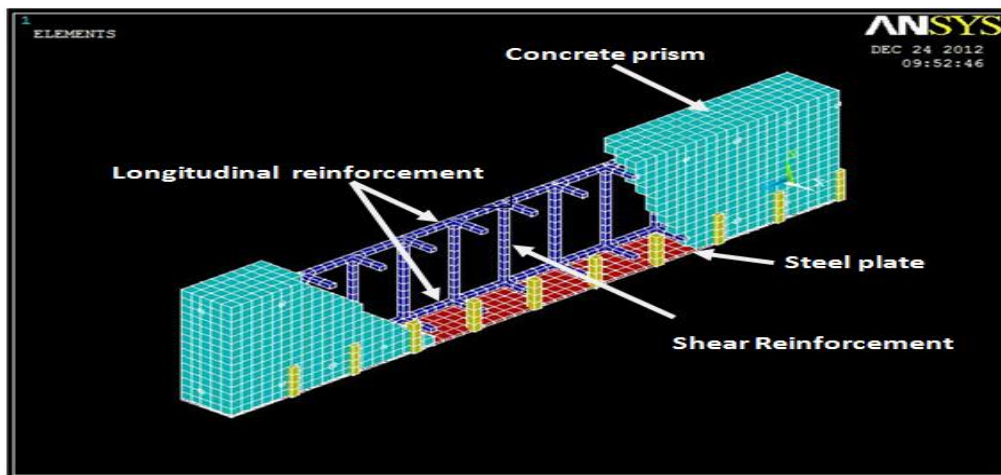 1
ELEMENTS
ANSYS
DEC 24 2012
09:52:46
Concrete prism
Longitudinal reinforcement
Steel plate
Shear Reinforcement